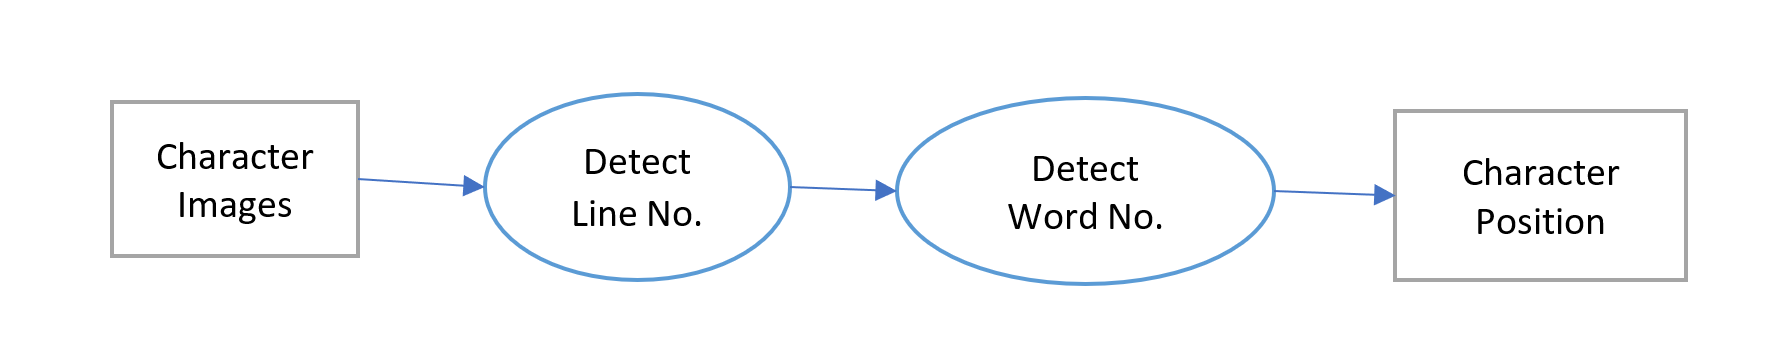 Character
Images
Detect
Line No.
Detect
Word No.
Character
Position